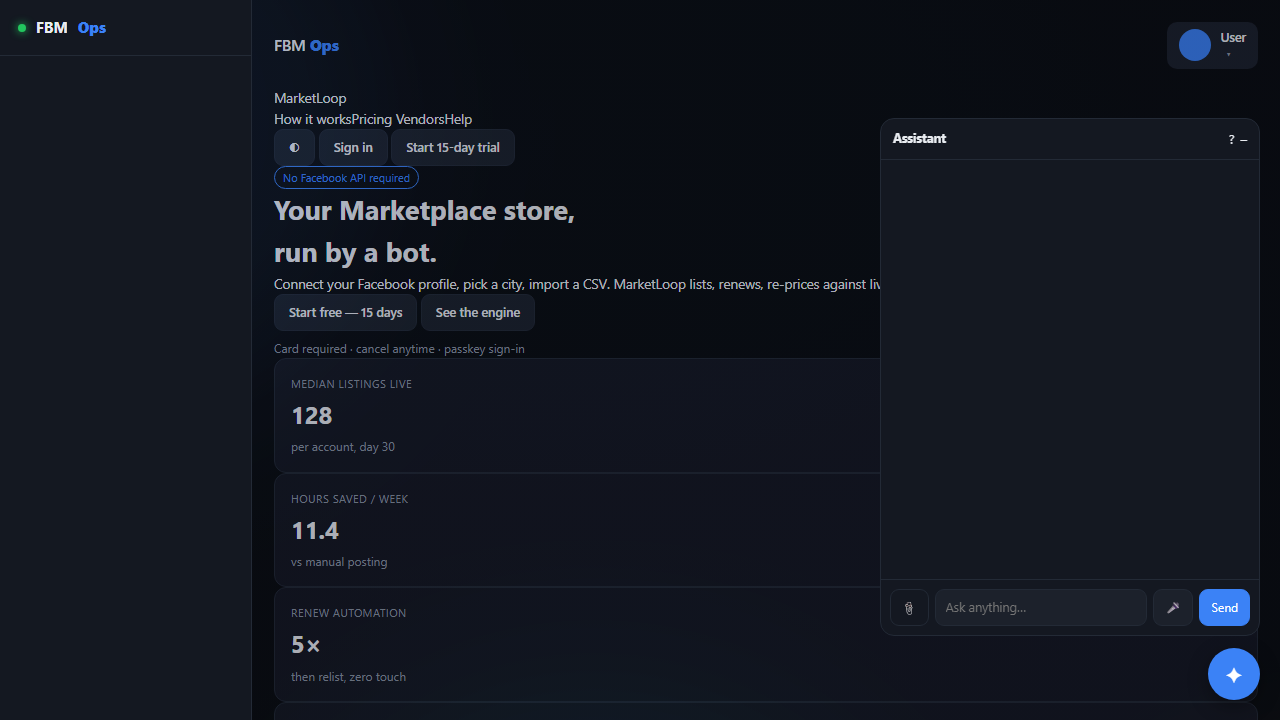 FBM Ops
FBM Ops
User
MarketLoop
How it worksPricing VendorsHelp
Sign in
Start 15-day trial
No Facebook API required
Your Marketplace store,
run by a bot.
Connect your Facebook profile, pick a city, import a CSV. MarketLoop lists, renews, re-prices against
Start free — 15 days
See the engine
Card required · cancel anytime · passkey sign-in
MEDIAN LISTINGS LIVE
128
per account, day 30
HOURS SAVED / WEEK
11.4
vs manual posting
RENEW AUTOMATION
5×
then relist, zero touch
Assistant
? –
Ask anything...
Send